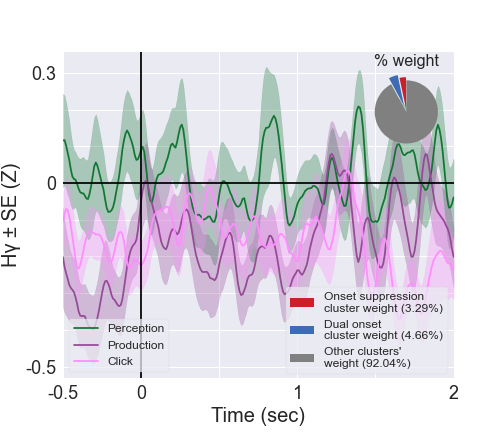 % weight
0.3
0
-0.5
Hγ ± SE (Z)
Onset suppression
cluster weight (3.29%)
Dual onset
cluster weight (4.66%)
Other clusters'
weight (92.04%)
Perception
Production
Click
-0.5
0
1
2
Time (sec)